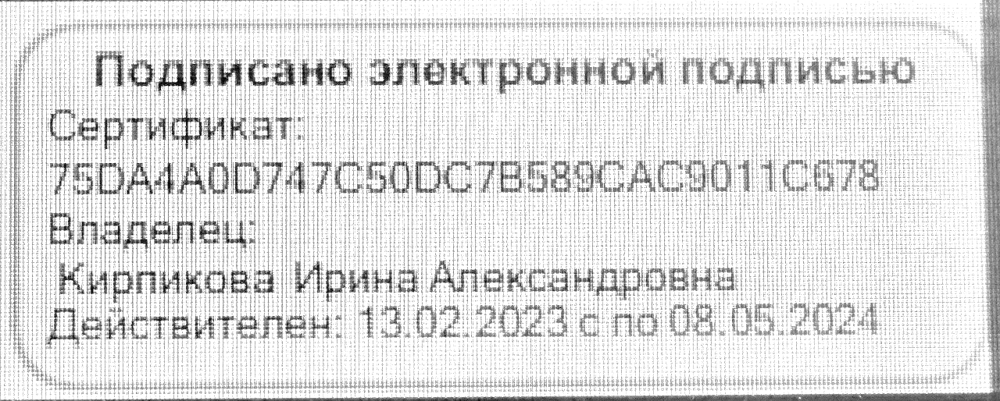 Подписано электронной подписью
Сертификат:
75DA4A0D747C50DC7B589CAC9011C678
Владелец:
Кирпикова Ирина Александровна
Действителен: 13.02.2023 с по 08.05.2024